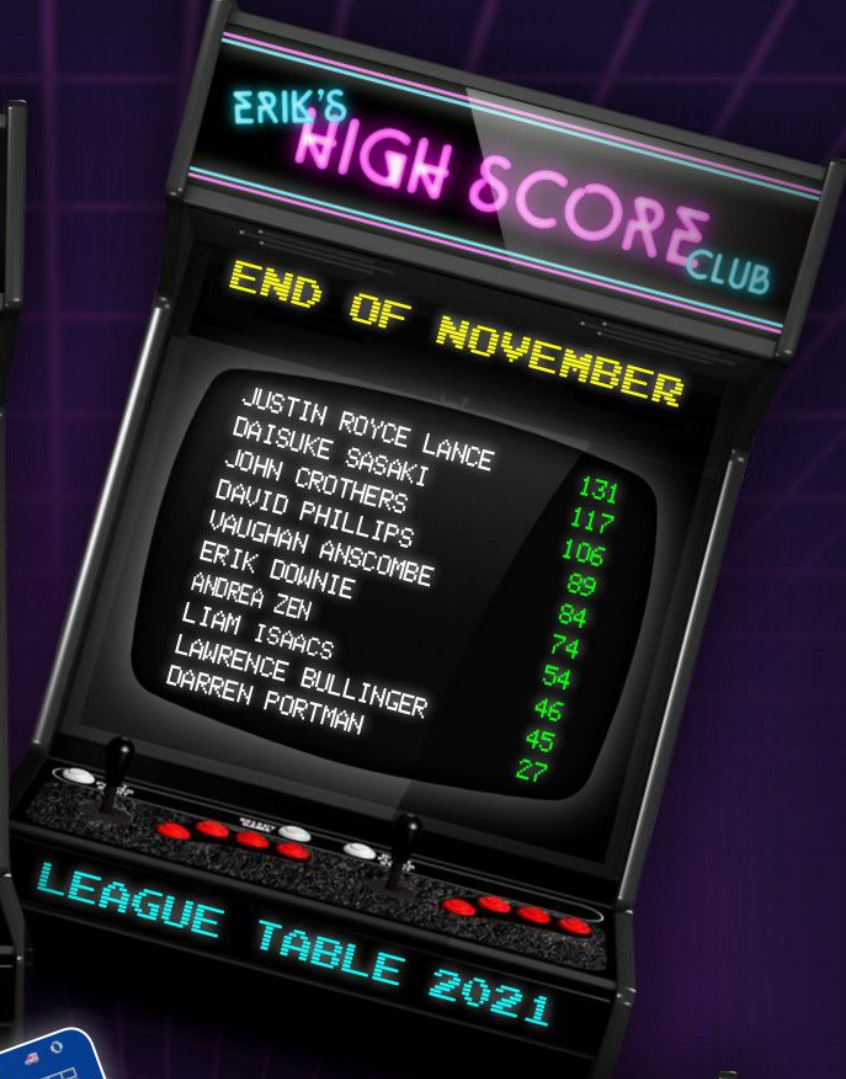 ERIK'S
HIGH SCORE
CLUB
END OF NOVEMBER
JUSTIN ROYCE LANCE 131
DAISUKE SASAKI 117
JOHN CROTHERS 106
DAVID PHILLIPS 89
VAUGHAN ANSCOMBE 84
ERIK DOWNIE 74
ANDREA ZEN 54
LIAM ISAACS 46
LAWRENCE BULLINGER 45
DARREN PORTMAN 27
LEAGUE TABLE 2021